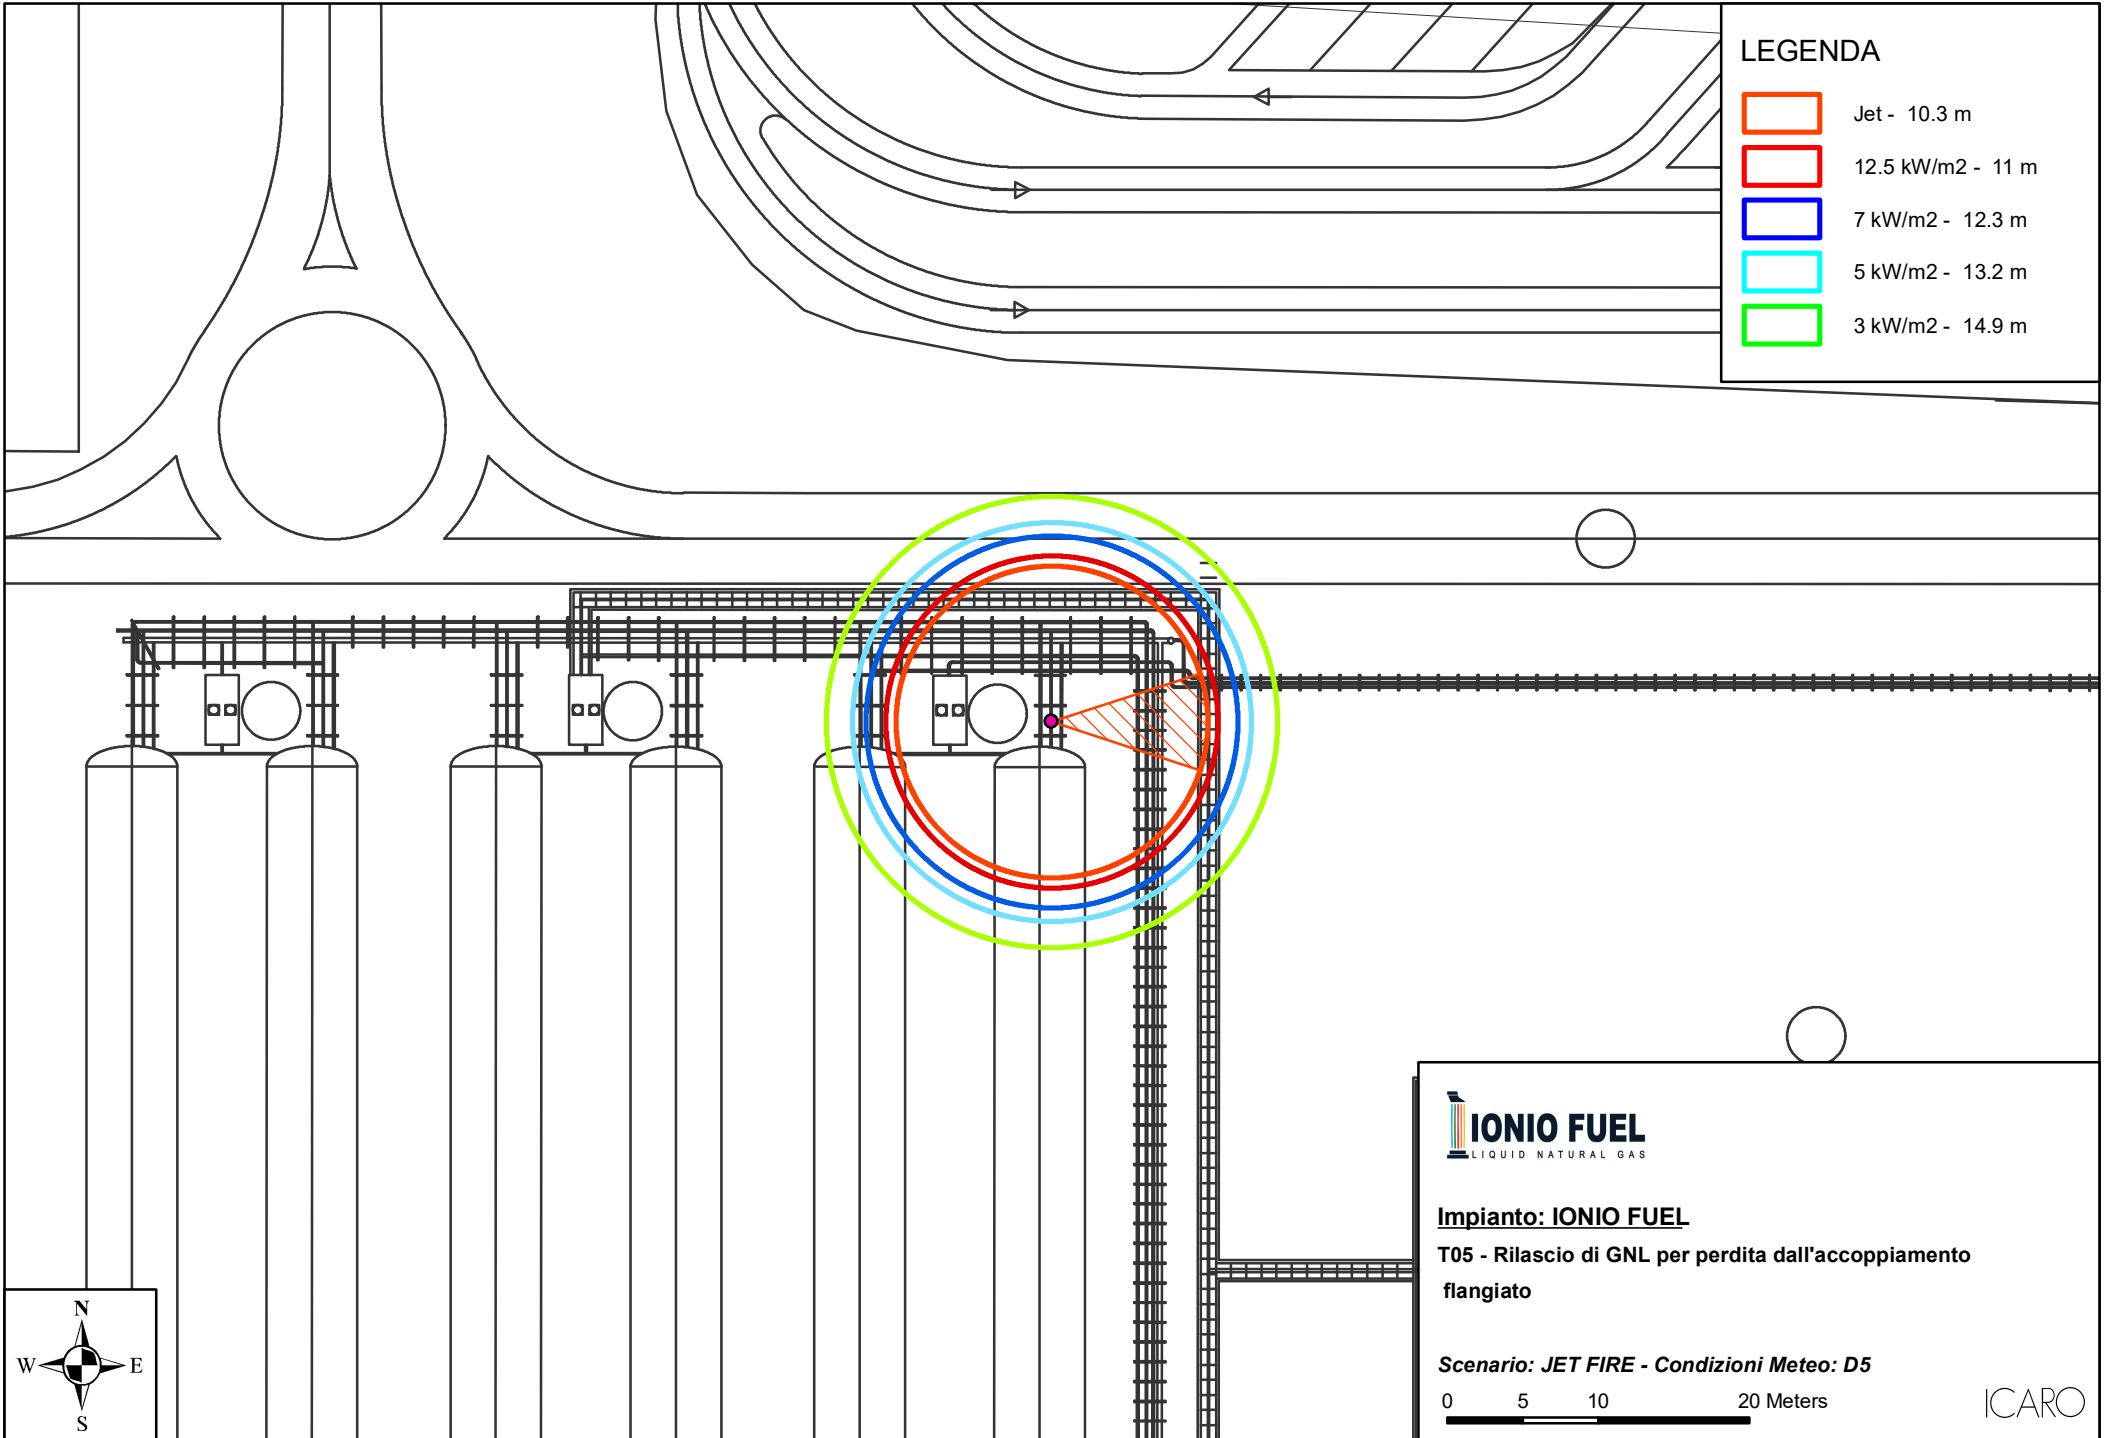 LEGENDA
Jet - 10.3 m
12.5 kW/m2 - 11 m
7 kW/m2 - 12.3 m
5 kW/m2 - 13.2 m
3 kW/m2 - 14.9 m
IONIO FUEL
LIQUID NATURAL GAS
Impianto: IONIO FUEL
T05 - Rilascio di GNL per perdita dall'accoppiamento
flangiato
Scenario: JET FIRE - Condizioni Meteo: D5
0 5 10 20 Meters
ICARO
N
W E
S